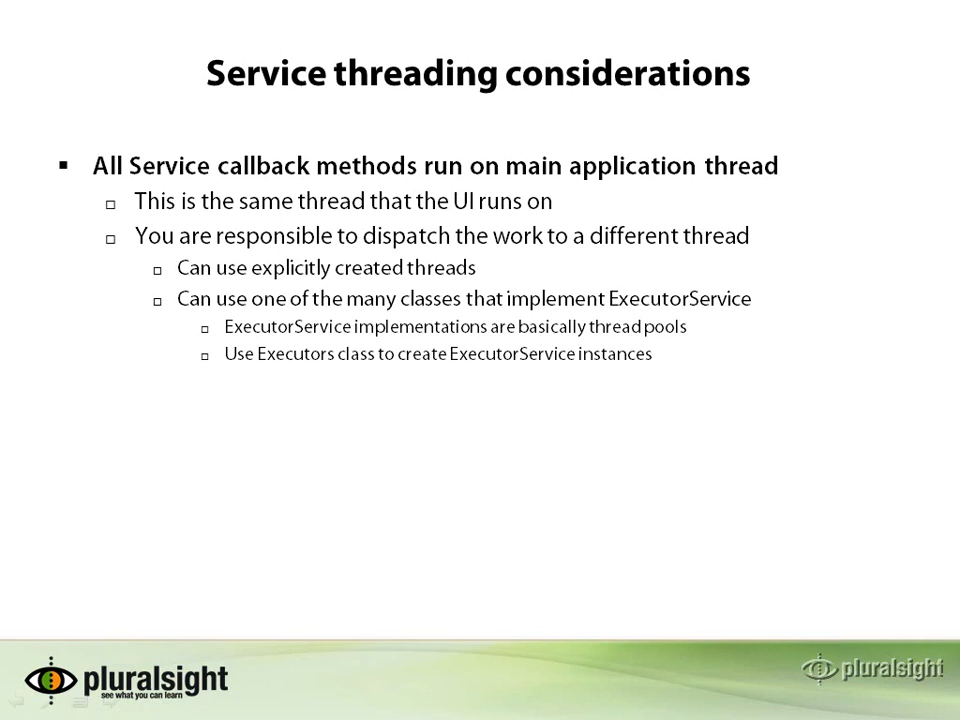 Service threading considerations
All Service callback methods run on main application thread
This is the same thread that the UI runs on
You are responsible to dispatch the work to a different thread
Can use explicitly created threads
Can use one of the many classes that implement ExecutorService
ExecutorService implementations are basically thread pools
Use Executors class to create ExecutorService instances
pluralsight
see what you can learn
pluralsight